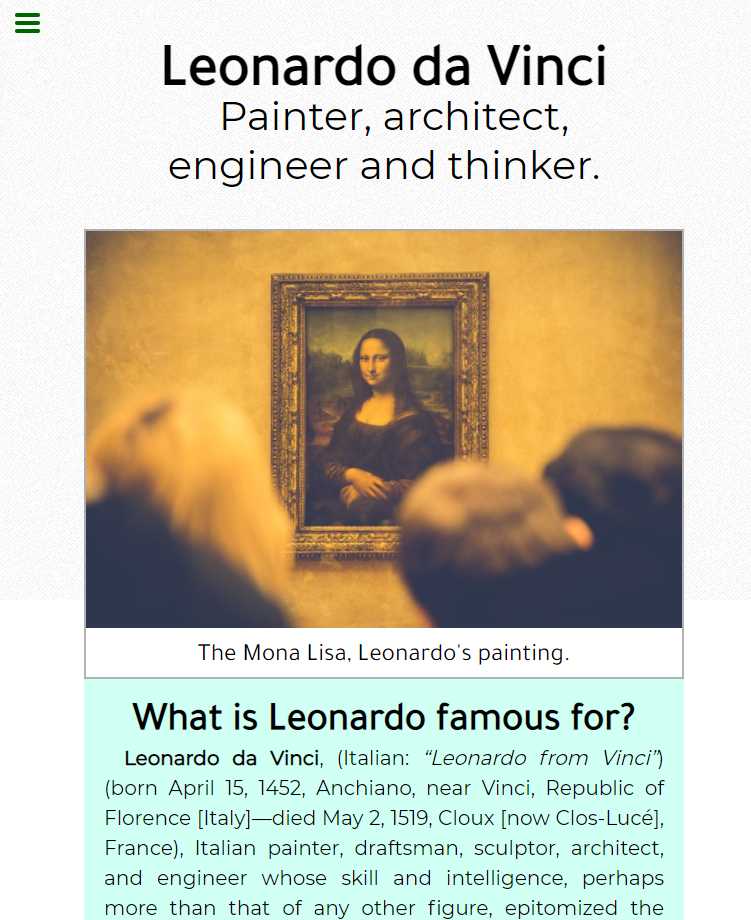 Leonardo da Vinci
Painter, architect,
engineer and thinker.
The Mona Lisa, Leonardo's painting.
What is Leonardo famous for?
Leonardo da Vinci, (Italian: “Leonardo from Vinci”)
(born April 15, 1452, Anchiano, near Vinci, Republic of
Florence [Italy]—died May 2, 1519, Cloux [now Clos-Lucé],
France), Italian painter, draftsman, sculptor, architect,
and engineer whose skill and intelligence, perhaps
more than that of any other figure, epitomized the